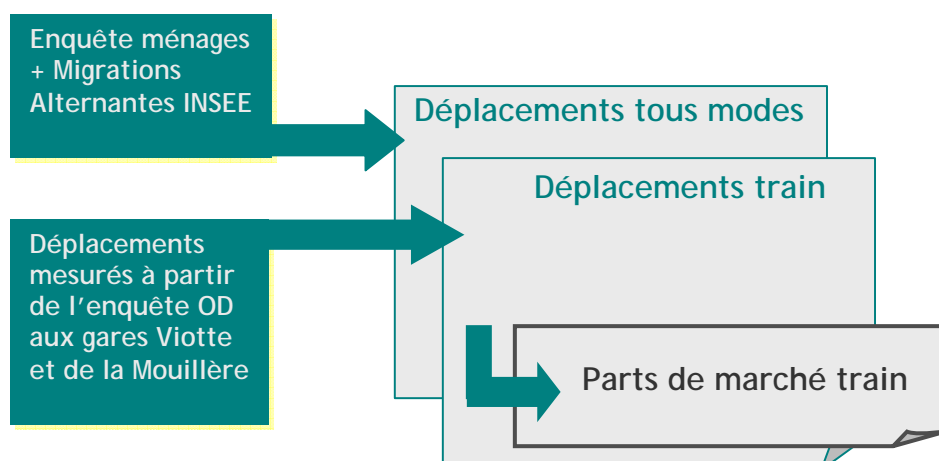 Enquête ménages
+ Migrations
Alternantes INSEE
Déplacements tous modes
Déplacements train
Déplacements
mesurés à partir
de l'enquête OD
aux gares Viotte
et de la Mouillère
Parts de marché train